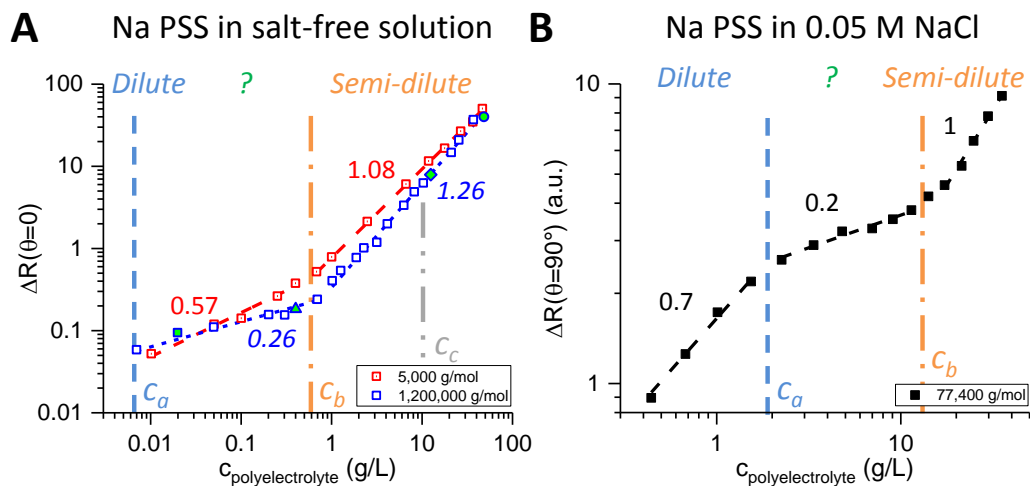 A Na PSS in salt-free solution
Dilute ? Semi-dilute
ΔR(θ=0)
100
10
1
0.1
0.01
1.08
1.26
0.57
0.26
c_a
c_b
c_c
5,000 g/mol
1,200,000 g/mol
0.01 0.1 1 10 100
c_polyelectrolyte (g/L)
B Na PSS in 0.05 M NaCl
Dilute ? Semi-dilute
ΔR(θ=90°) (a.u.)
10
1
1
0.2
0.7
c_a
c_b
77,400 g/mol
1 10
c_polyelectrolyte (g/L)